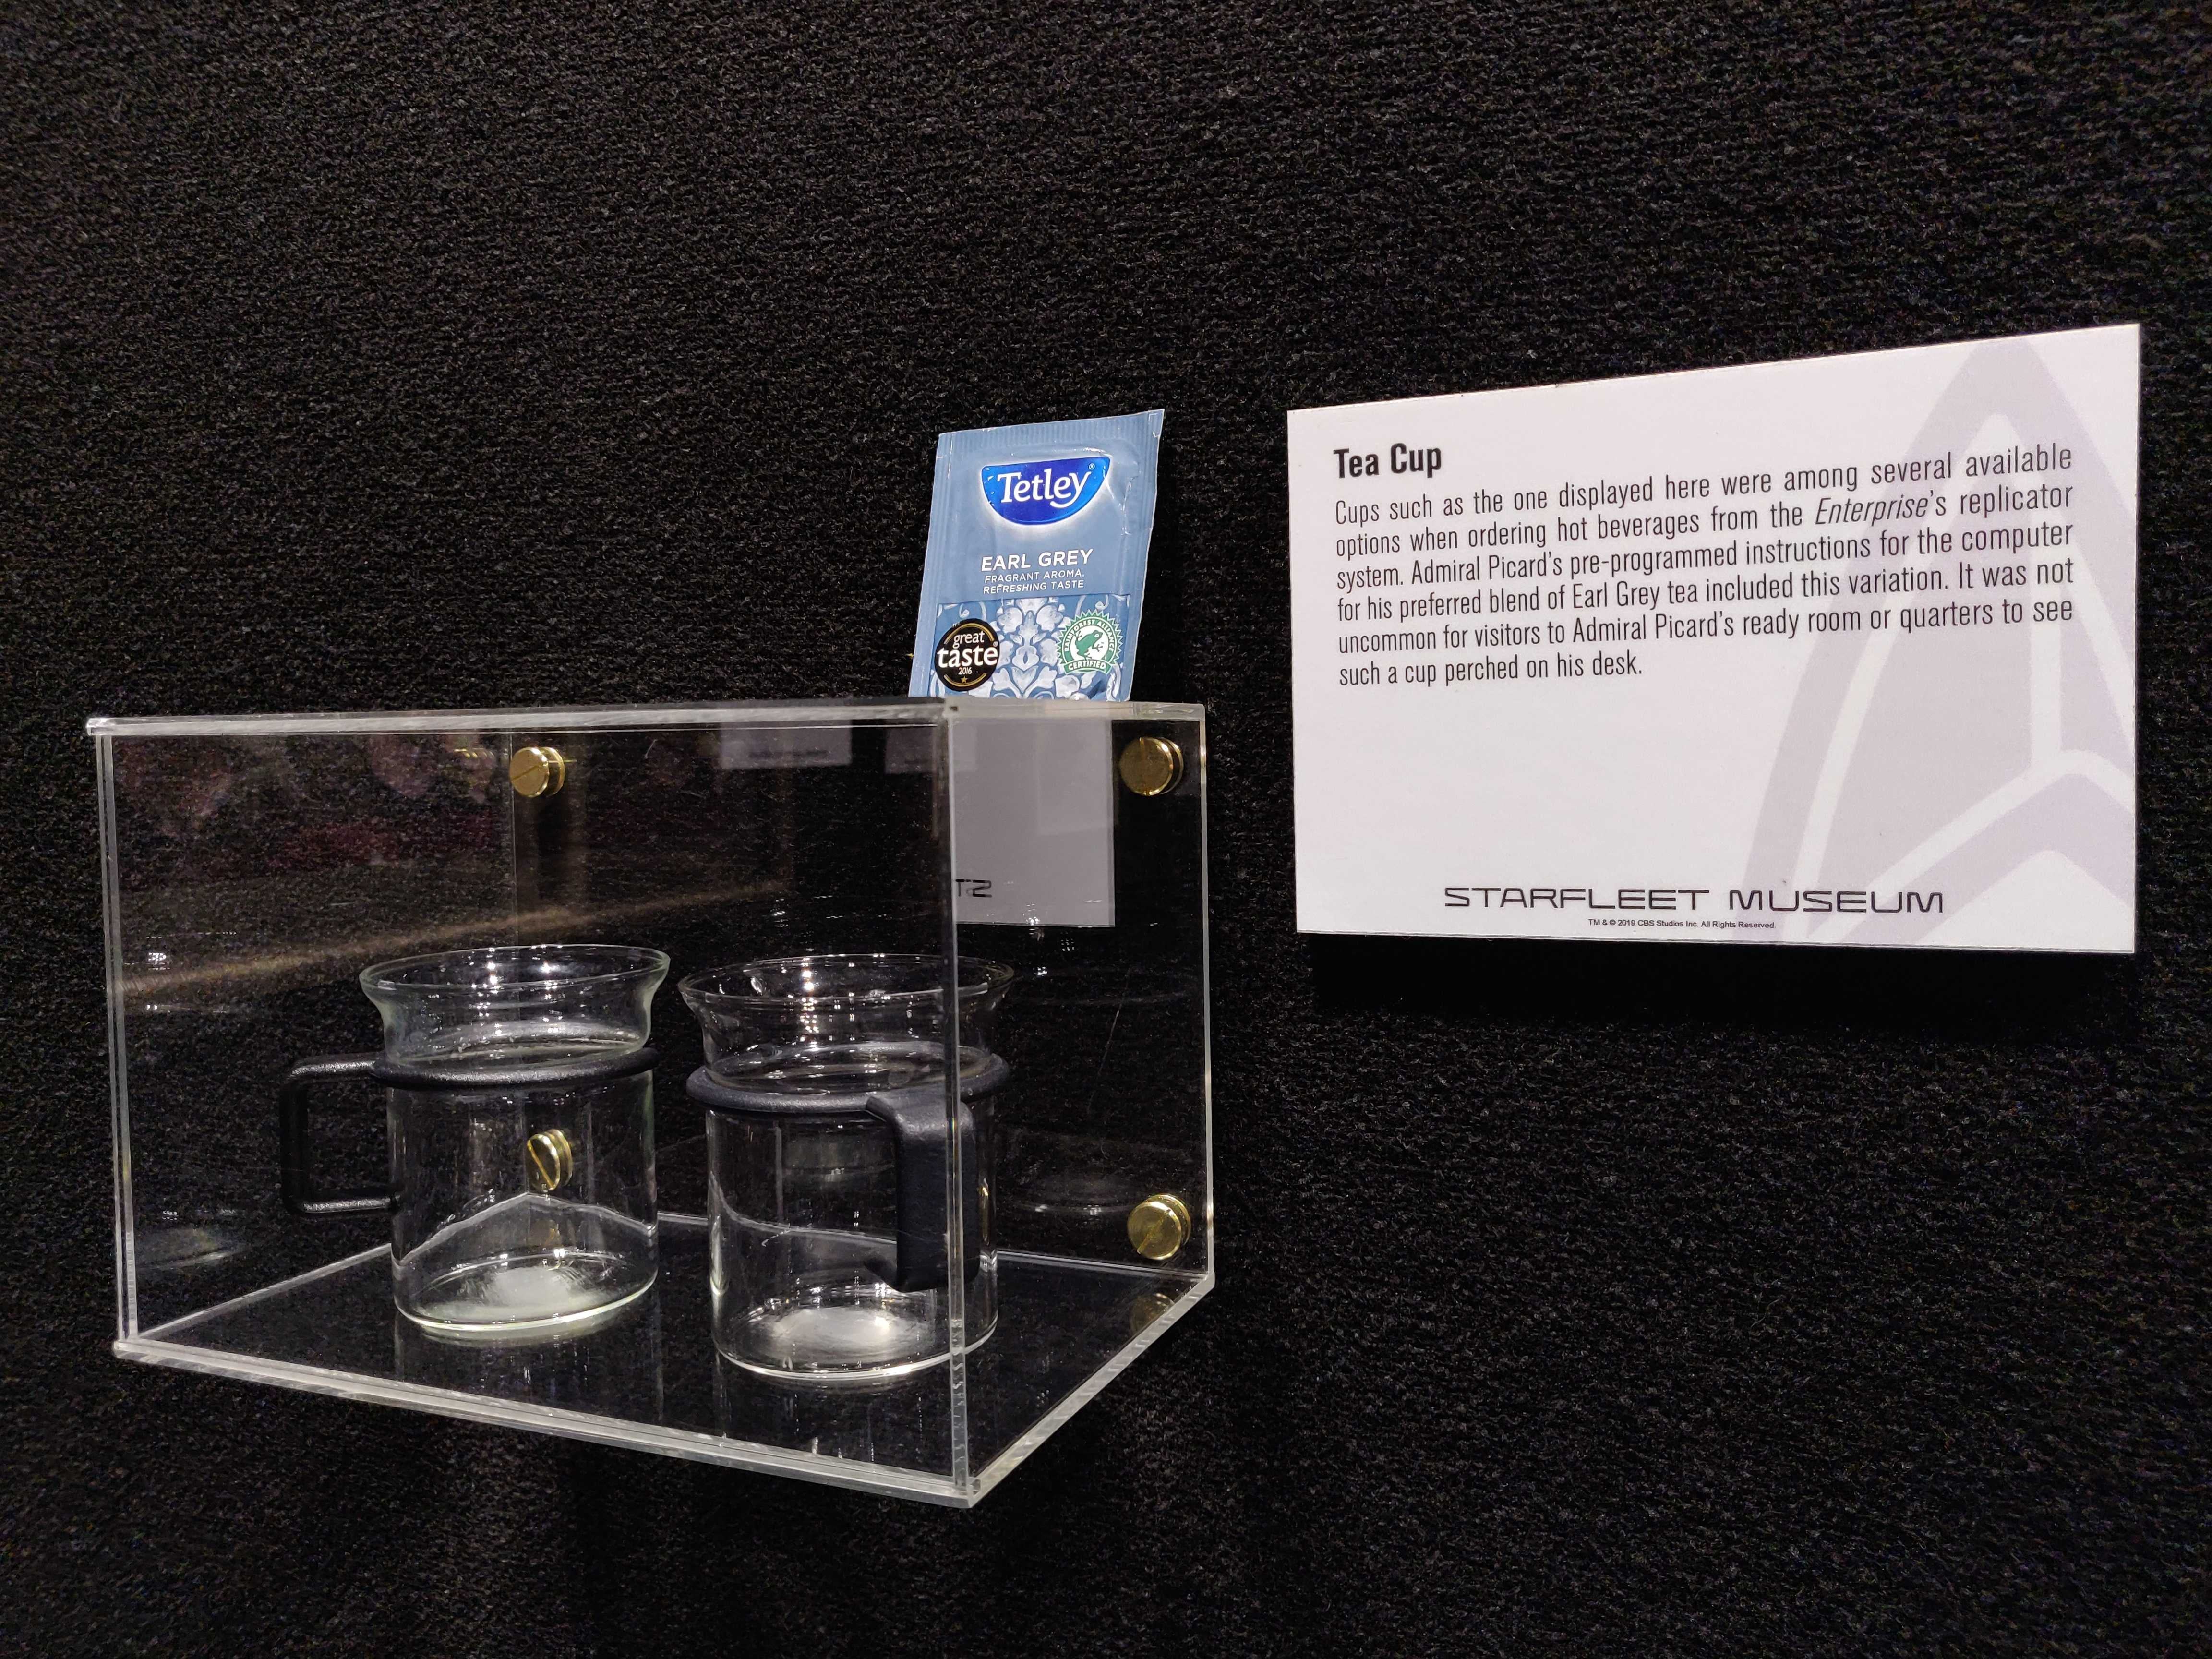 Tetley®
EARL GREY
FRAGRANT AROMA,
REFRESHING TASTE
great
taste
2016
RAINFOREST ALLIANCE
CERTIFIED
Tea Cup
Cups such as the one displayed here were among several available
options when ordering hot beverages from the Enterprise's replicator
system. Admiral Picard's pre-programmed instructions for the computer
for his preferred blend of Earl Grey tea included this variation. It was not
uncommon for visitors to Admiral Picard's ready room or quarters to see
such a cup perched on his desk.
STARFLEET MUSEUM
TM & © 2019 CBS Studios Inc. All Rights Reserved.